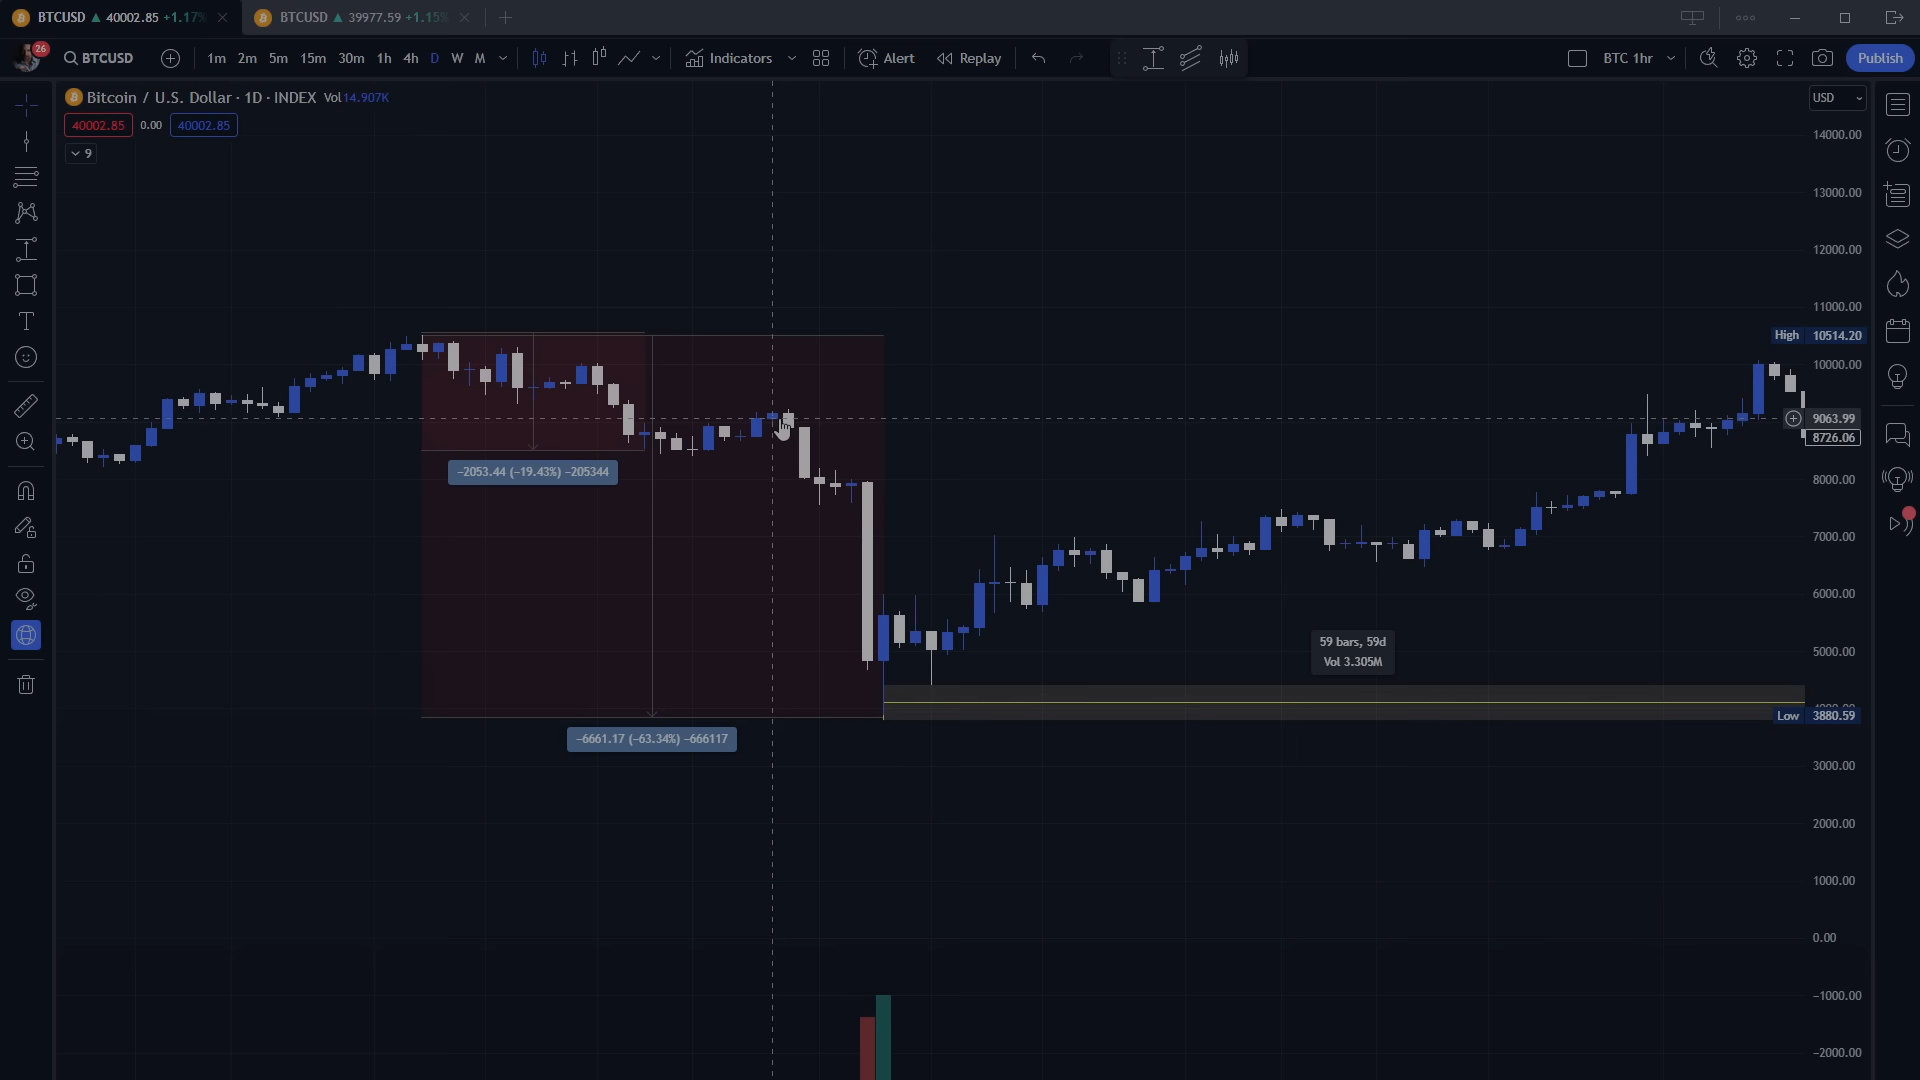 BTCUSD ▲ 40002.85 +1.17%
BTCUSD ▲ 39977.59 +1.15%
26
BTCUSD
1m 2m 5m 15m 30m 1h 4h D W M
Indicators
Alert
Replay
BTC 1hr
Publish
Bitcoin / U.S. Dollar · 1D · INDEX Vol 14.907K
40002.85 0.00 40002.85
9
USD
14000.00
13000.00
12000.00
11000.00
High 10514.20
10000.00
9063.99
8726.06
8000.00
7000.00
6000.00
5000.00
Low 3880.59
3000.00
2000.00
1000.00
0.00
−1000.00
−2000.00
−2053.44 (−19.43%) −205344
−6661.17 (−63.34%) −666117
59 bars, 59d
Vol 3.305M